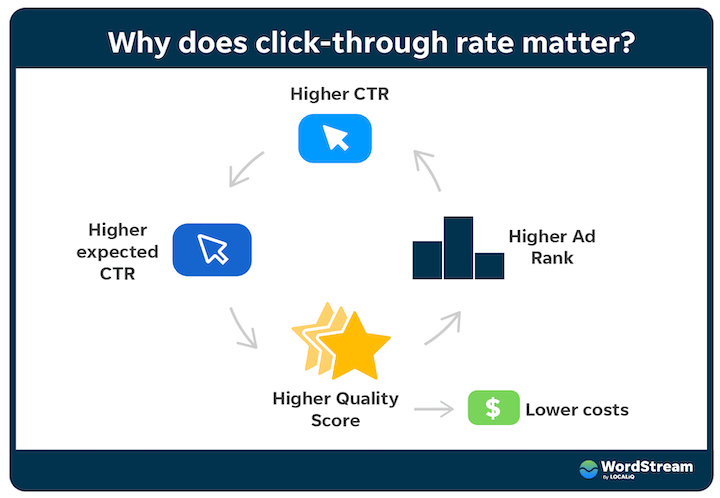 Why does click-through rate matter?
Higher CTR
Higher
expected
CTR
Higher Ad
Rank
Higher Quality
Score
$
Lower costs
WordStream
By LOCALiQ